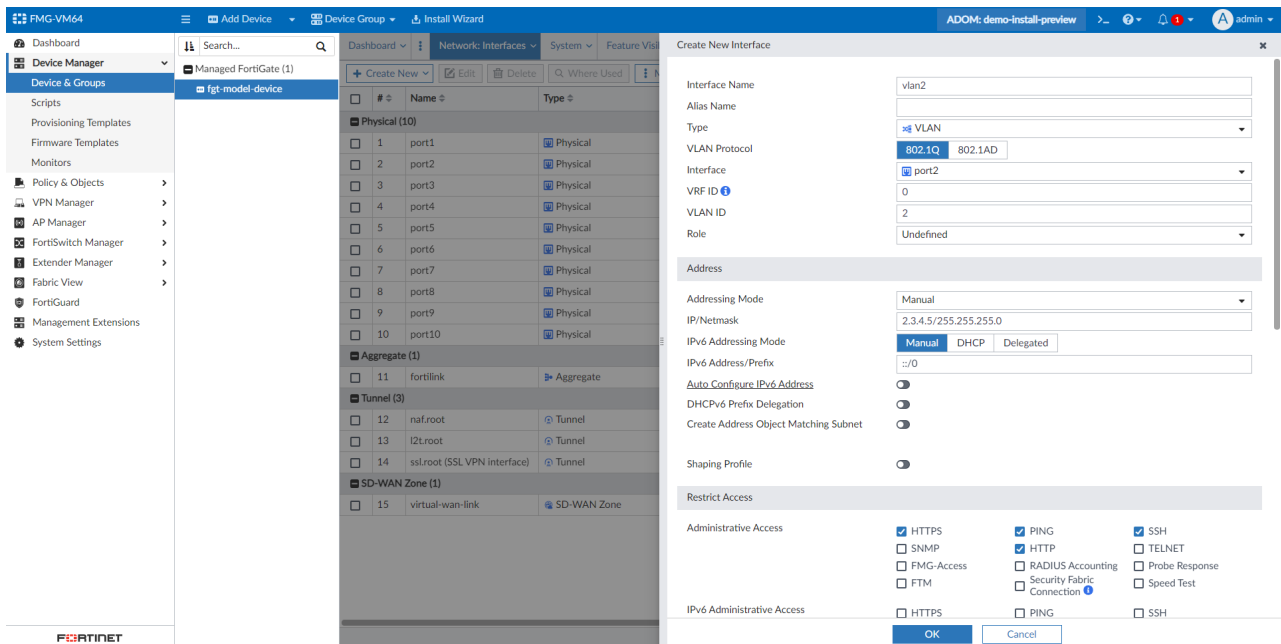 FMG-VM64
Add Device
Device Group
Install Wizard
ADOM: demo-install-preview
1
A
admin
Dashboard
Device Manager
Device & Groups
Scripts
Provisioning Templates
Firmware Templates
Monitors
Policy & Objects
VPN Manager
AP Manager
FortiSwitch Manager
Extender Manager
Fabric View
FortiGuard
Management Extensions
System Settings
FORTINET
Search...
Managed FortiGate (1)
fgt-model-device
Dashboard
Network: Interfaces
System
Feature Visi
+ Create New
Edit
Delete
Where Used
# Name Type
Physical (10)
1 port1 Physical
2 port2 Physical
3 port3 Physical
4 port4 Physical
5 port5 Physical
6 port6 Physical
7 port7 Physical
8 port8 Physical
9 port9 Physical
10 port10 Physical
Aggregate (1)
11 fortilink Aggregate
Tunnel (3)
12 naf.root Tunnel
13 l2t.root Tunnel
14 ssl.root (SSL VPN interface) Tunnel
SD-WAN Zone (1)
15 virtual-wan-link SD-WAN Zone
Create New Interface
Interface Name vlan2
Alias Name
Type VLAN
VLAN Protocol 802.1Q 802.1AD
Interface port2
VRF ID 0
VLAN ID 2
Role Undefined
Address
Addressing Mode Manual
IP/Netmask 2.3.4.5/255.255.255.0
IPv6 Addressing Mode Manual DHCP Delegated
IPv6 Address/Prefix ::/0
Auto Configure IPv6 Address
DHCPv6 Prefix Delegation
Create Address Object Matching Subnet
Shaping Profile
Restrict Access
Administrative Access HTTPS PING SSH
SNMP HTTP TELNET
FMG-Access RADIUS Accounting Probe Response
FTM Security Fabric Connection Speed Test
IPv6 Administrative Access HTTPS PING SSH
OK Cancel